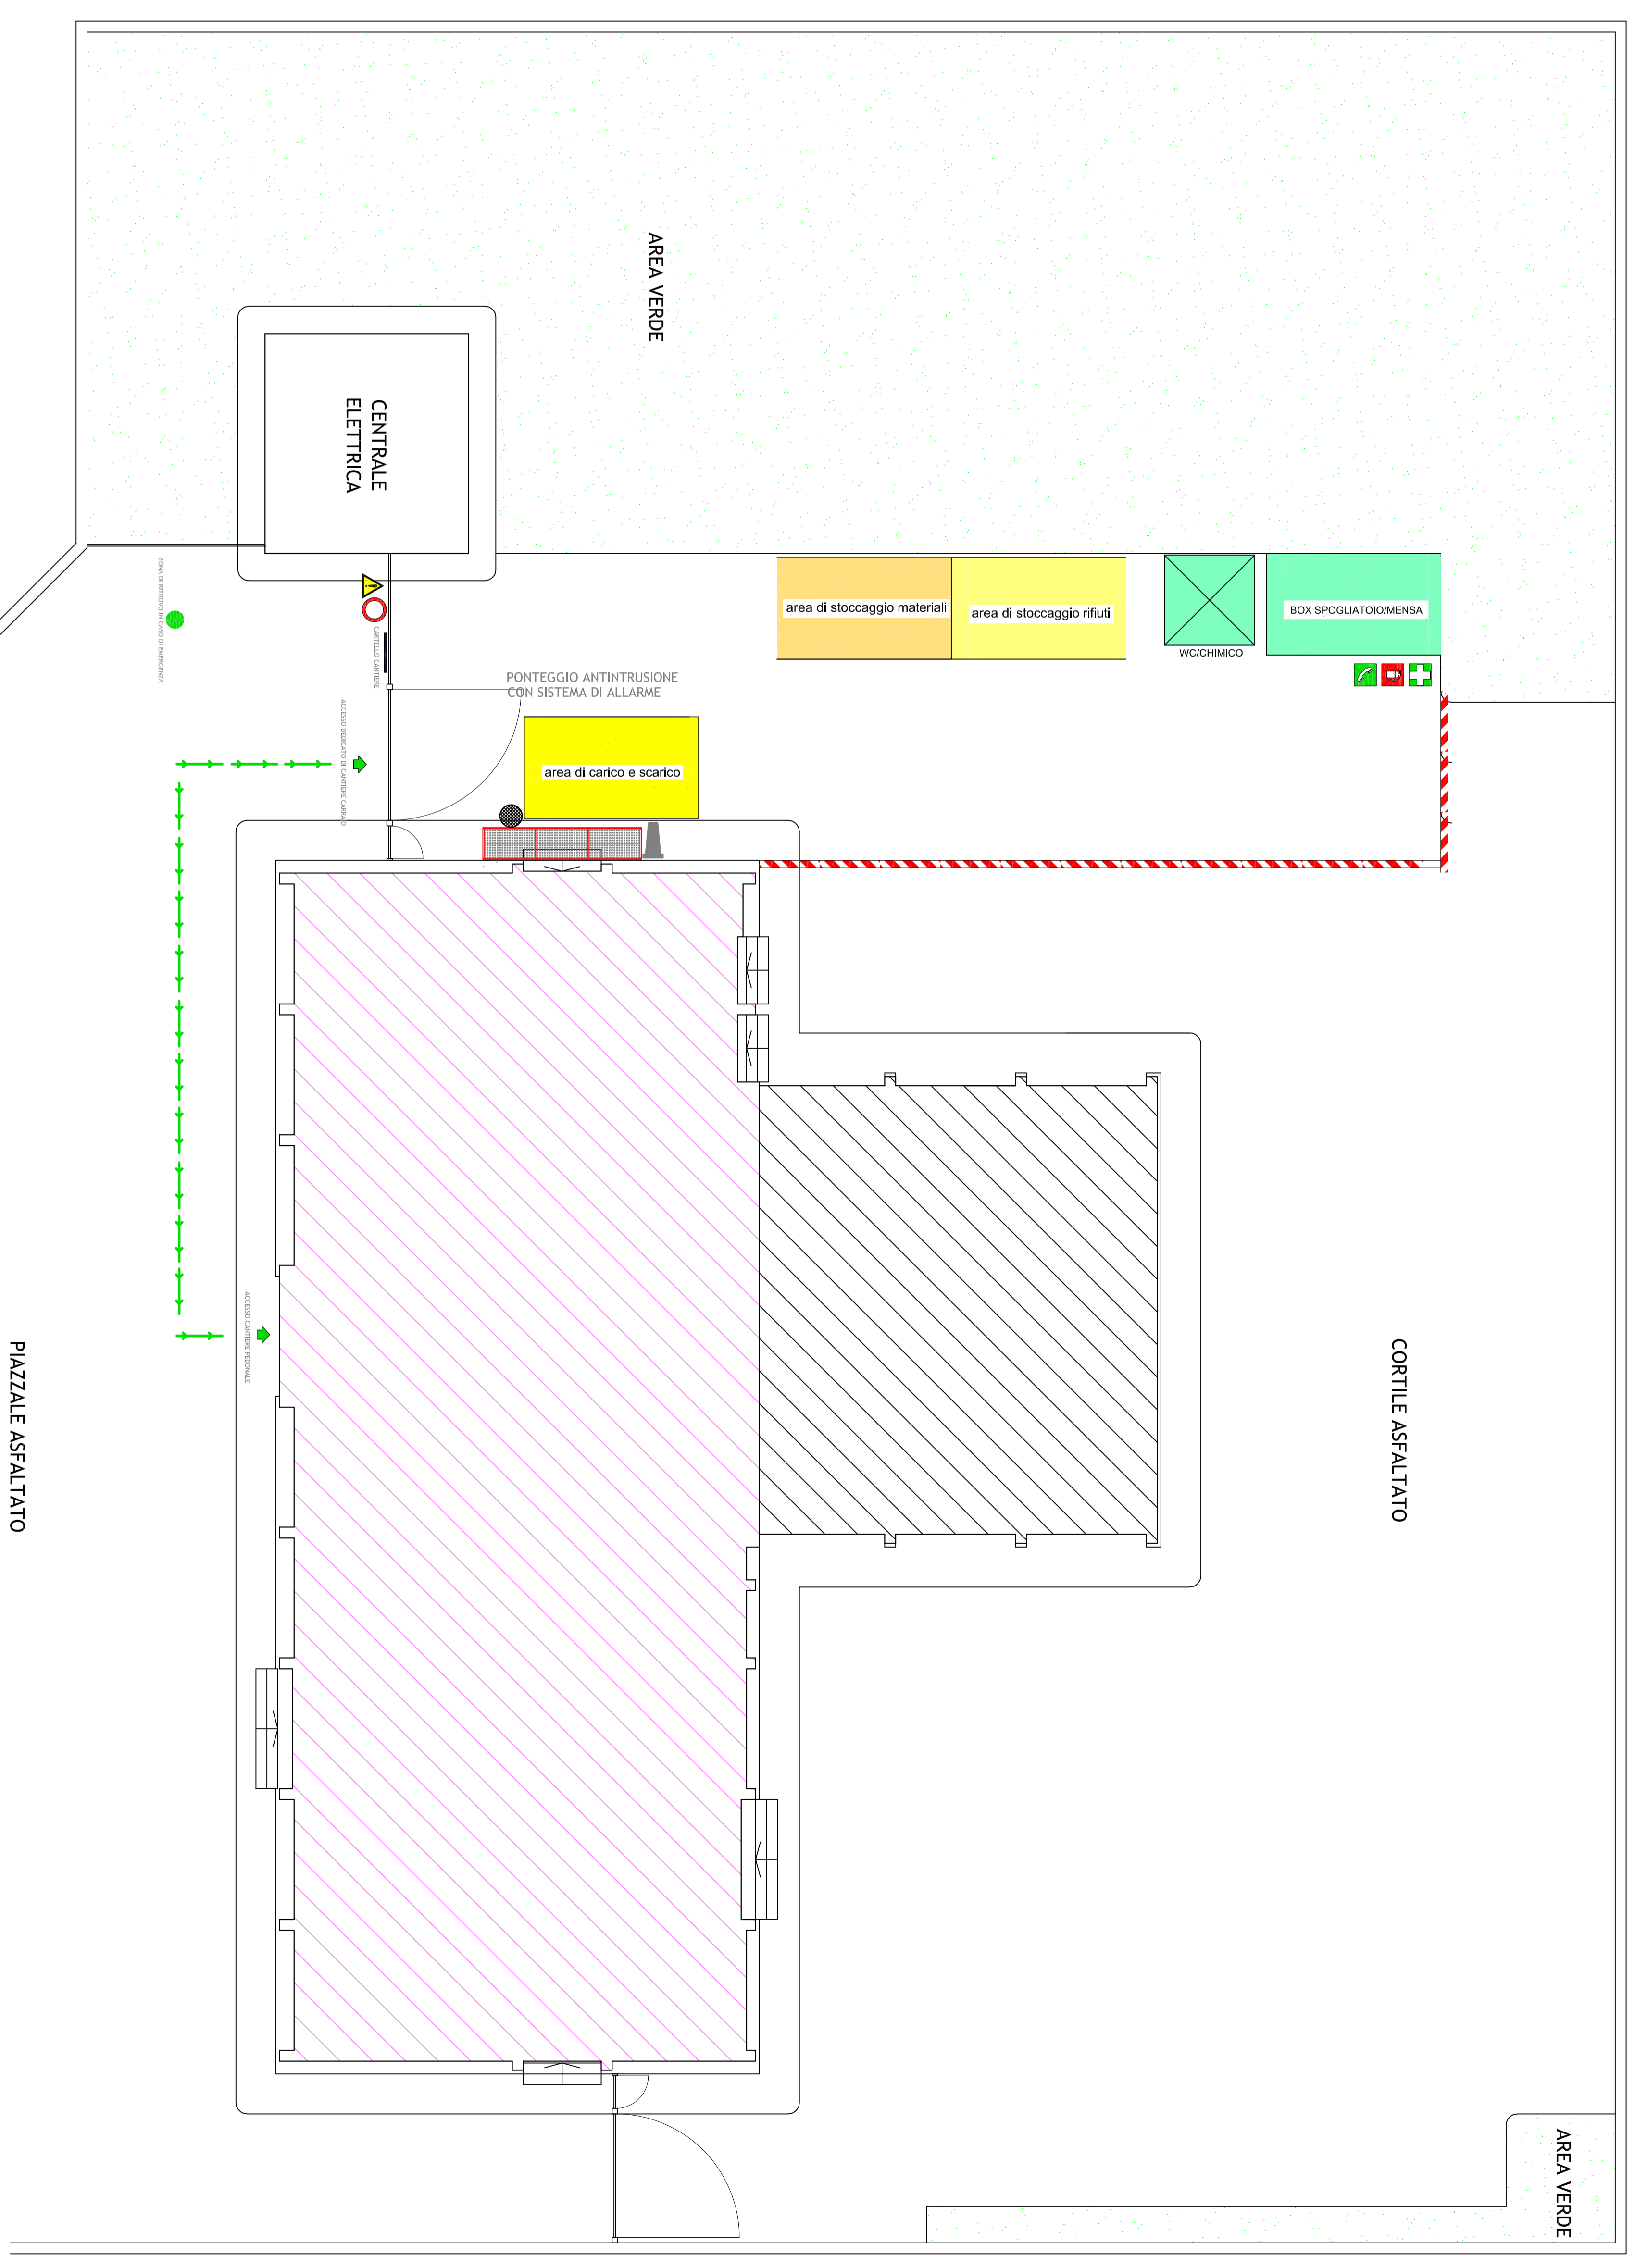 AREA VERDE
CENTRALE
ELETTRICA
ZONA DI RITROVO IN CASO DI EMERGENZA
CARTELLO CANTIERE
area di stoccaggio materiali
area di stoccaggio rifiuti
WC/CHIMICO
BOX SPOGLIATOIO/MENSA
PONTEGGIO ANTINTRUSIONE
CON SISTEMA DI ALLARME
area di carico e scarico
ACCESSO DEDICATO DI CANTIERE CARRAIO
ACCESSO CANTIERE PEDONALE
PIAZZALE ASFALTATO
CORTILE ASFALTATO
AREA VERDE